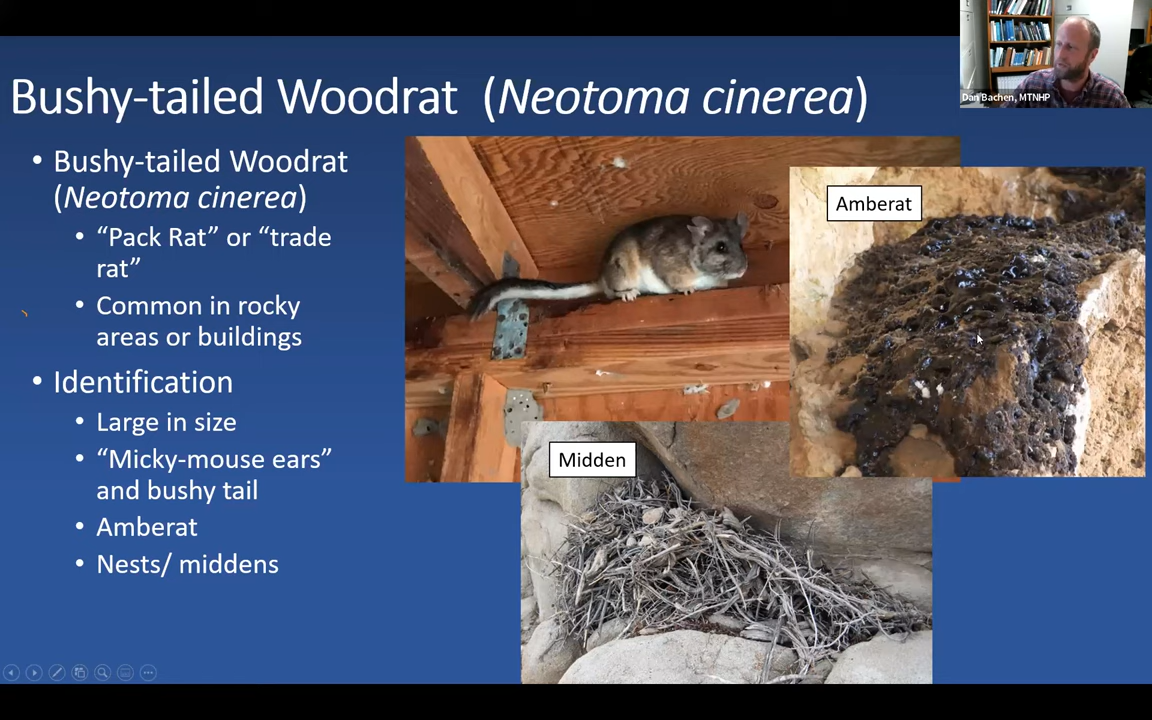 Bushy-tailed Woodrat (Neotoma cinerea)
Dan Bachen, MTNHP
• Bushy-tailed Woodrat
(Neotoma cinerea)
• “Pack Rat” or “trade
rat”
• Common in rocky
areas or buildings
• Identification
• Large in size
• “Micky-mouse ears”
and bushy tail
• Amberat
• Nests/ middens
Amberat
Midden